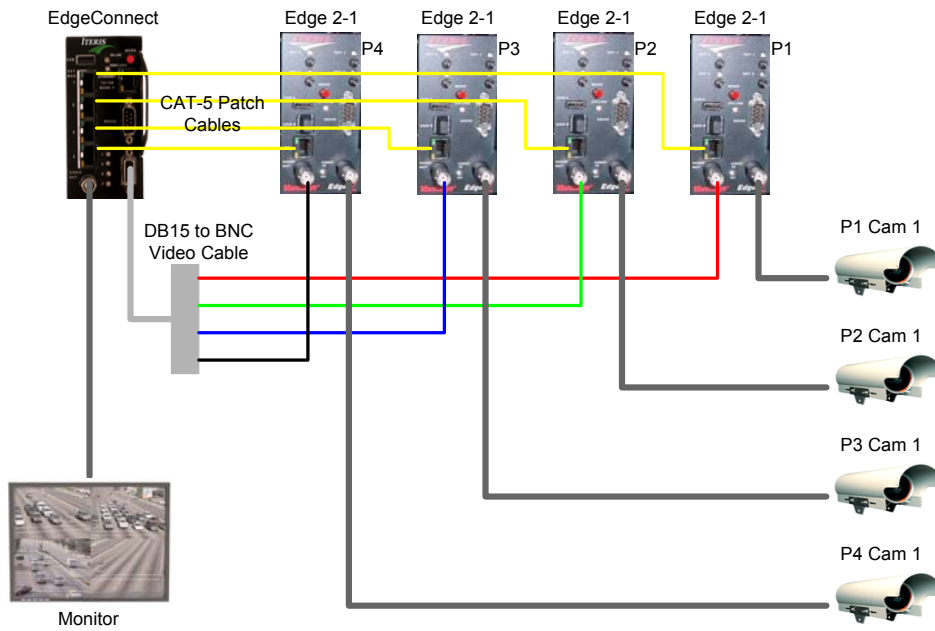 EdgeConnect
Edge 2-1
Edge 2-1
Edge 2-1
Edge 2-1
ITERIS
P4
P3
P2
P1
CAT-5 Patch
Cables
DB15 to BNC
Video Cable
P1 Cam 1
P2 Cam 1
P3 Cam 1
P4 Cam 1
Monitor